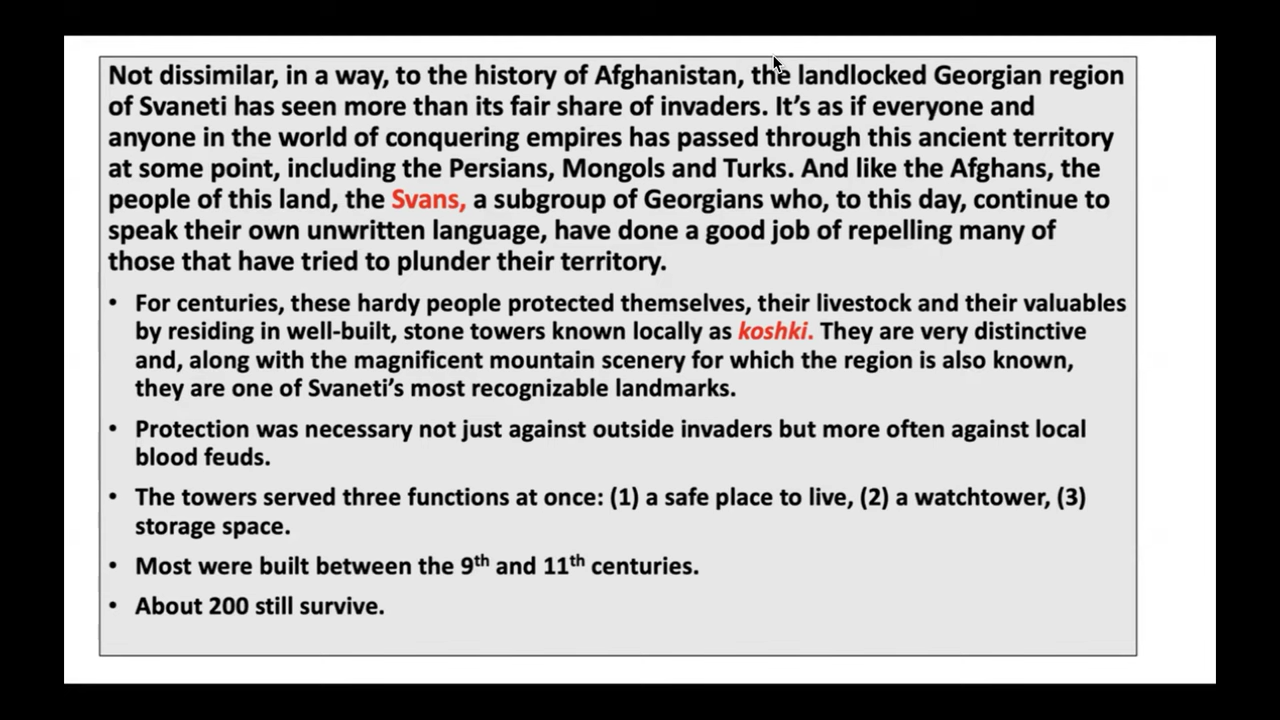 Not dissimilar, in a way, to the history of Afghanistan, the landlocked Georgian region
of Svaneti has seen more than its fair share of invaders. It’s as if everyone and
anyone in the world of conquering empires has passed through this ancient territory
at some point, including the Persians, Mongols and Turks. And like the Afghans, the
people of this land, the Svans, a subgroup of Georgians who, to this day, continue to
speak their own unwritten language, have done a good job of repelling many of
those that have tried to plunder their territory.
• For centuries, these hardy people protected themselves, their livestock and their valuables
by residing in well-built, stone towers known locally as koshki. They are very distinctive
and, along with the magnificent mountain scenery for which the region is also known,
they are one of Svaneti’s most recognizable landmarks.
• Protection was necessary not just against outside invaders but more often against local
blood feuds.
• The towers served three functions at once: (1) a safe place to live, (2) a watchtower, (3)
storage space.
• Most were built between the 9th and 11th centuries.
• About 200 still survive.